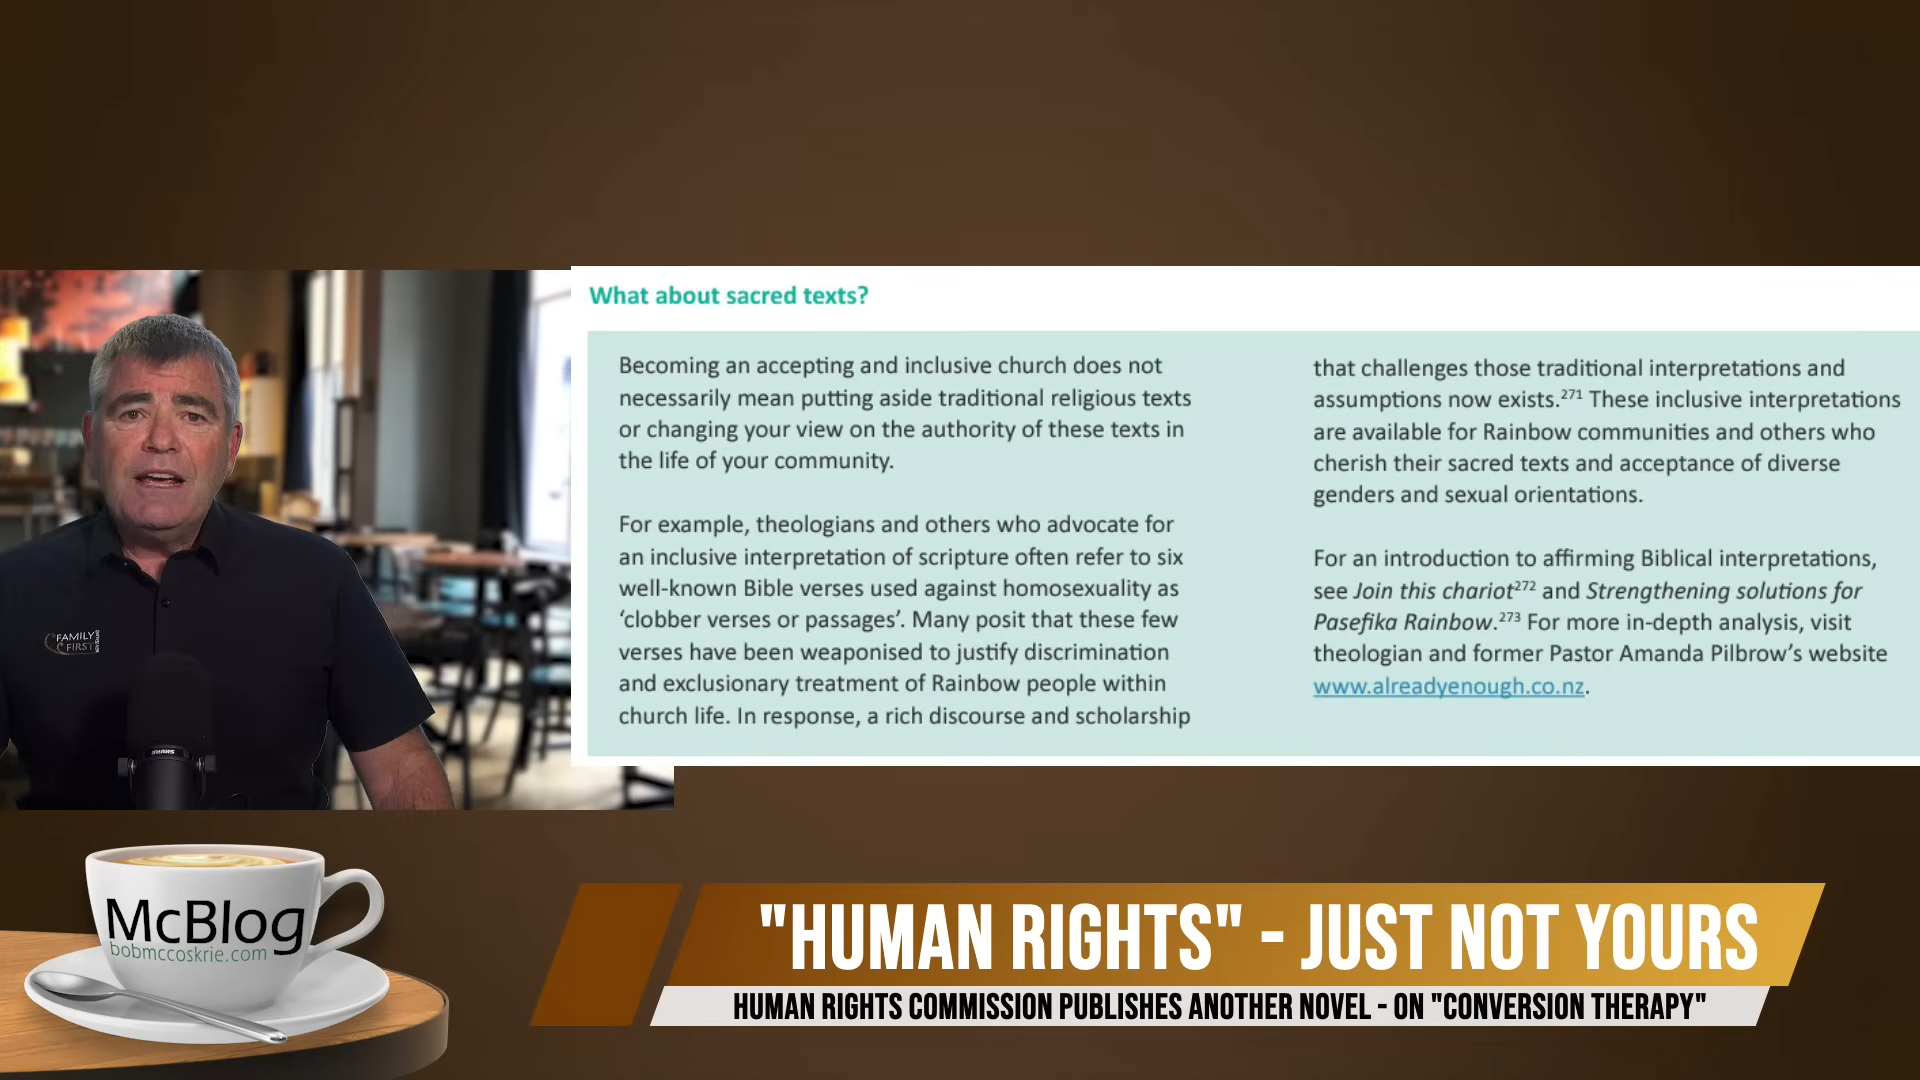 What about sacred texts?
Becoming an accepting and inclusive church does not
necessarily mean putting aside traditional religious texts
or changing your view on the authority of these texts in
the life of your community.
For example, theologians and others who advocate for
an inclusive interpretation of scripture often refer to six
well-known Bible verses used against homosexuality as
‘clobber verses or passages’. Many posit that these few
verses have been weaponised to justify discrimination
and exclusionary treatment of Rainbow people within
church life. In response, a rich discourse and scholarship
that challenges those traditional interpretations and
assumptions now exists.271 These inclusive interpretations
are available for Rainbow communities and others who
cherish their sacred texts and acceptance of diverse
genders and sexual orientations.
For an introduction to affirming Biblical interpretations,
see Join this chariot272 and Strengthening solutions for
Pasefika Rainbow.273 For more in-depth analysis, visit
theologian and former Pastor Amanda Pilbrow’s website
www.alreadyenough.co.nz.
FAMILY
FIRST
SHURE
McBlog
bobmccoskrie.com
"HUMAN RIGHTS" - JUST NOT YOURS
HUMAN RIGHTS COMMISSION PUBLISHES ANOTHER NOVEL - ON "CONVERSION THERAPY"